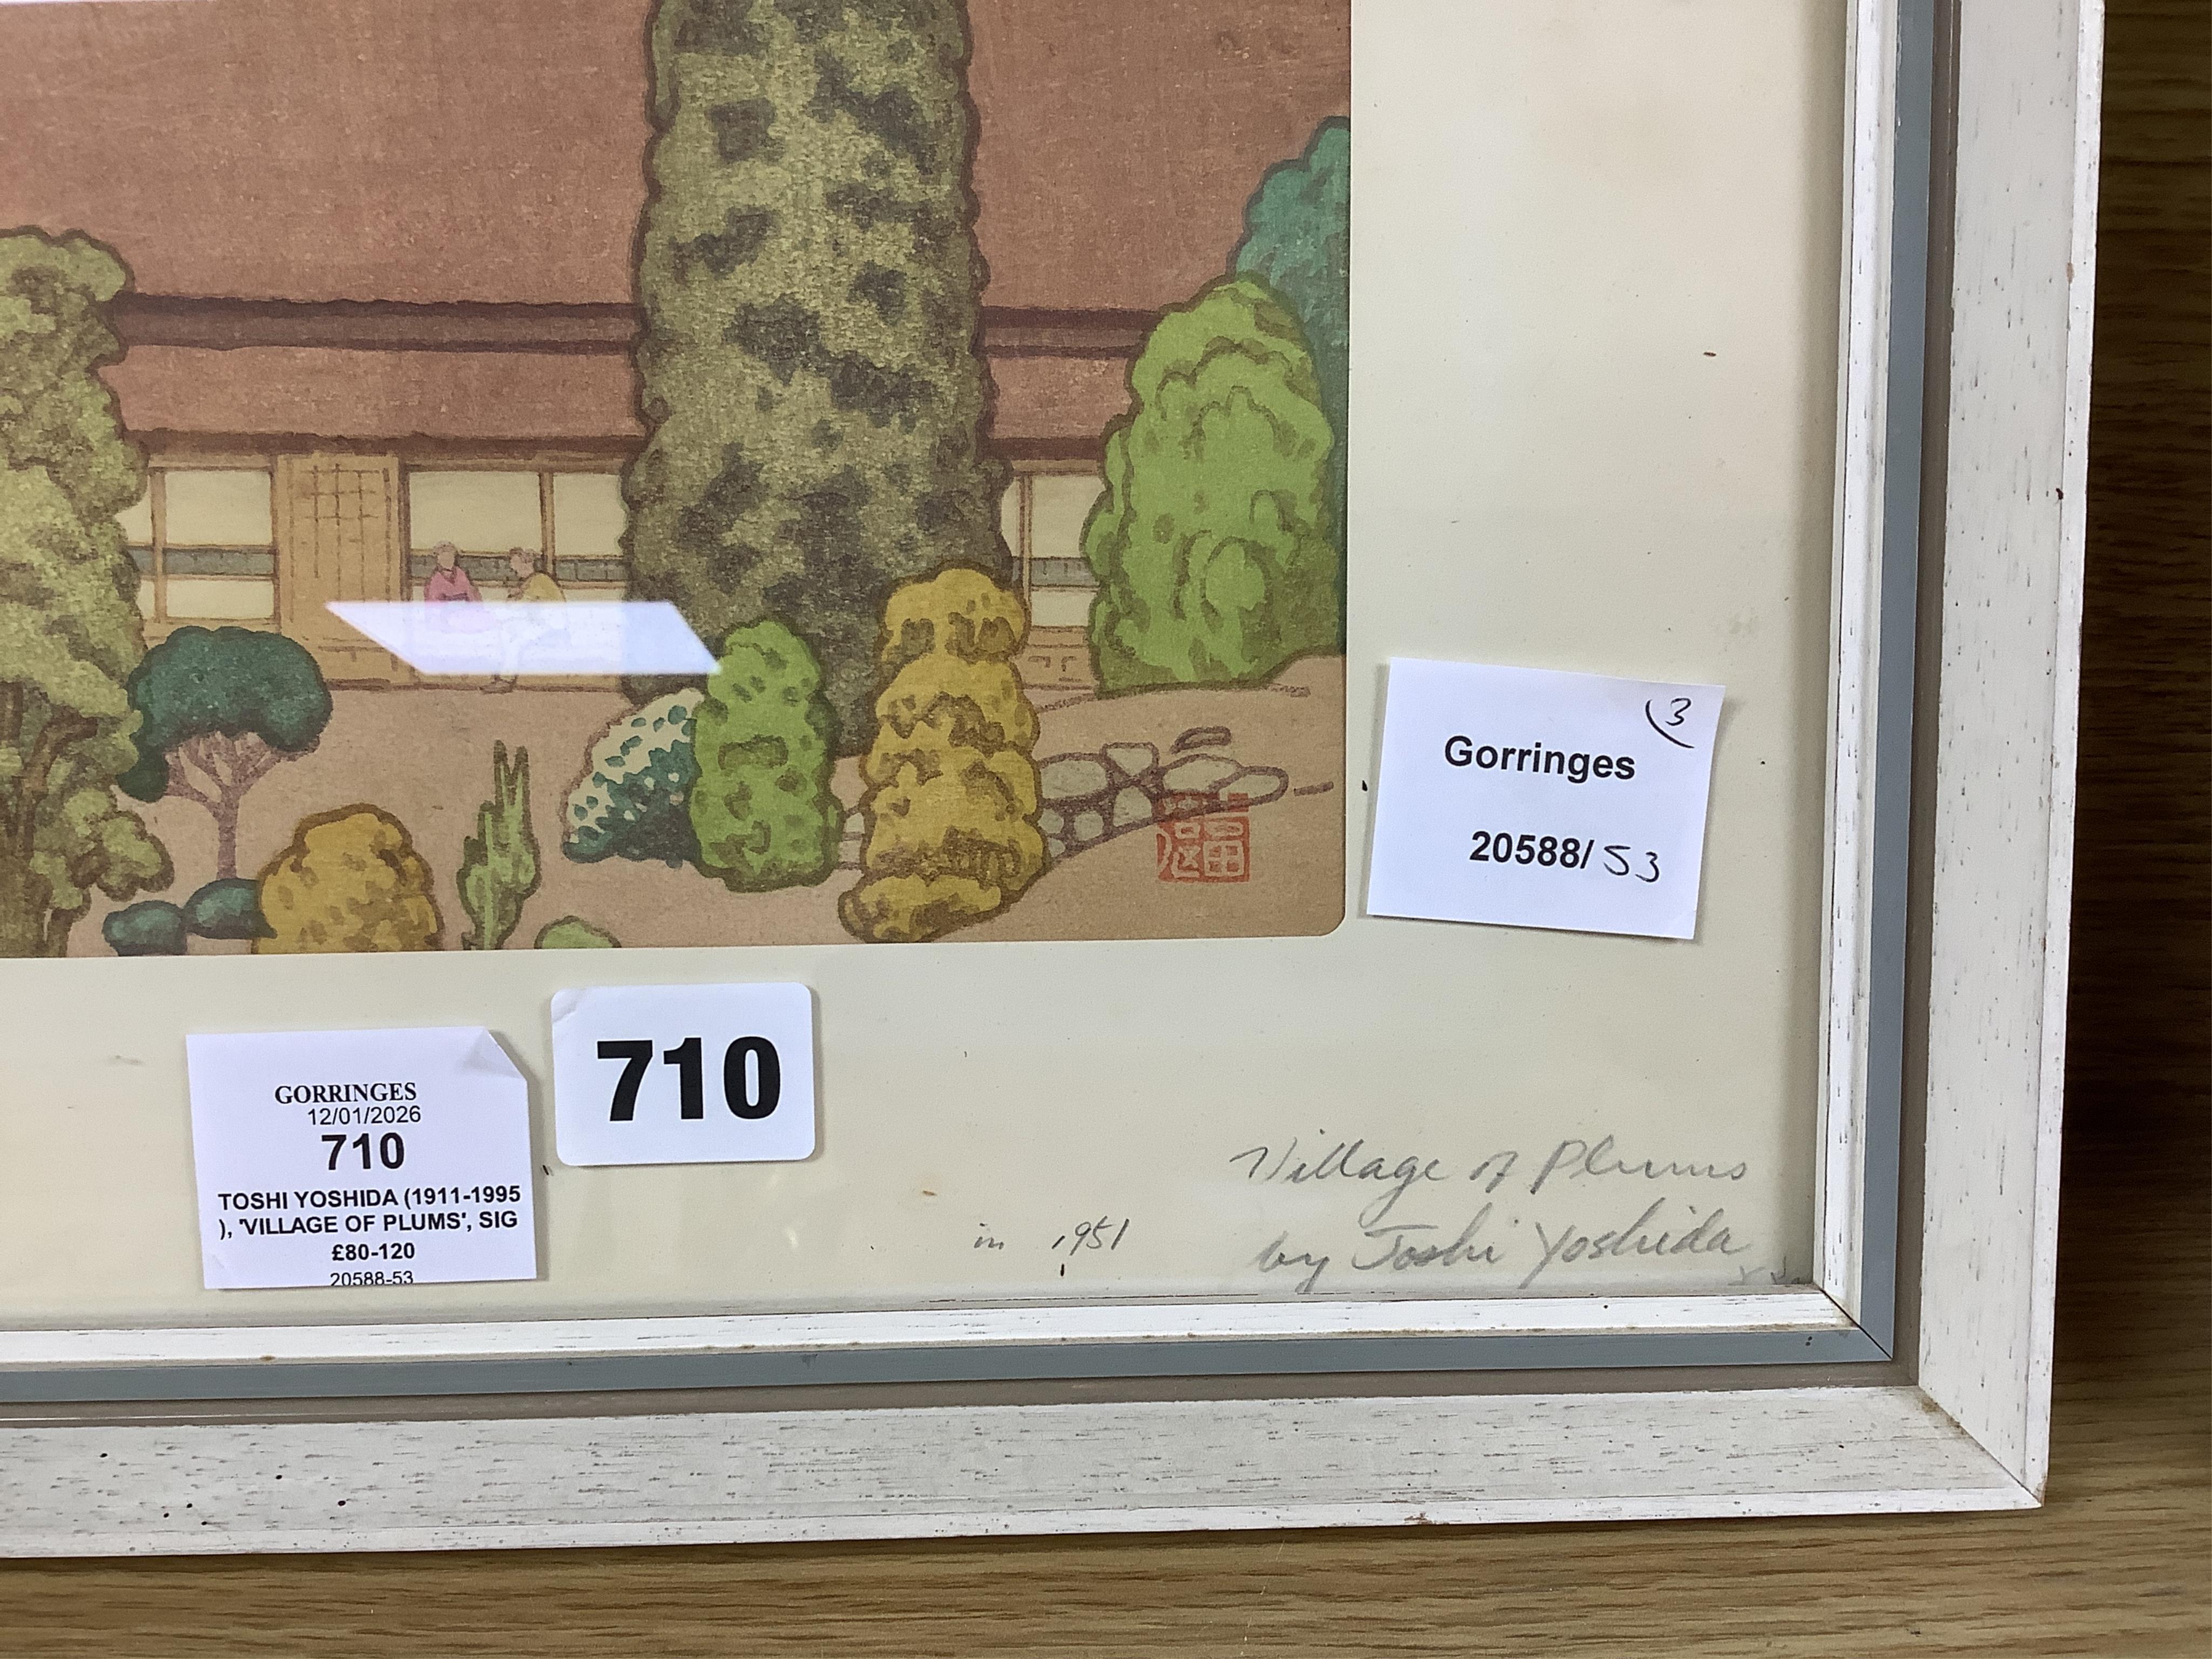 (3
Gorringes
20588/53
710
GORRINGES
12/01/2026
710
TOSHI YOSHIDA (1911-1995
), 'VILLAGE OF PLUMS', SIG
£80-120
20588-53
Village of Plums
in 1951
by Toshi Yoshida